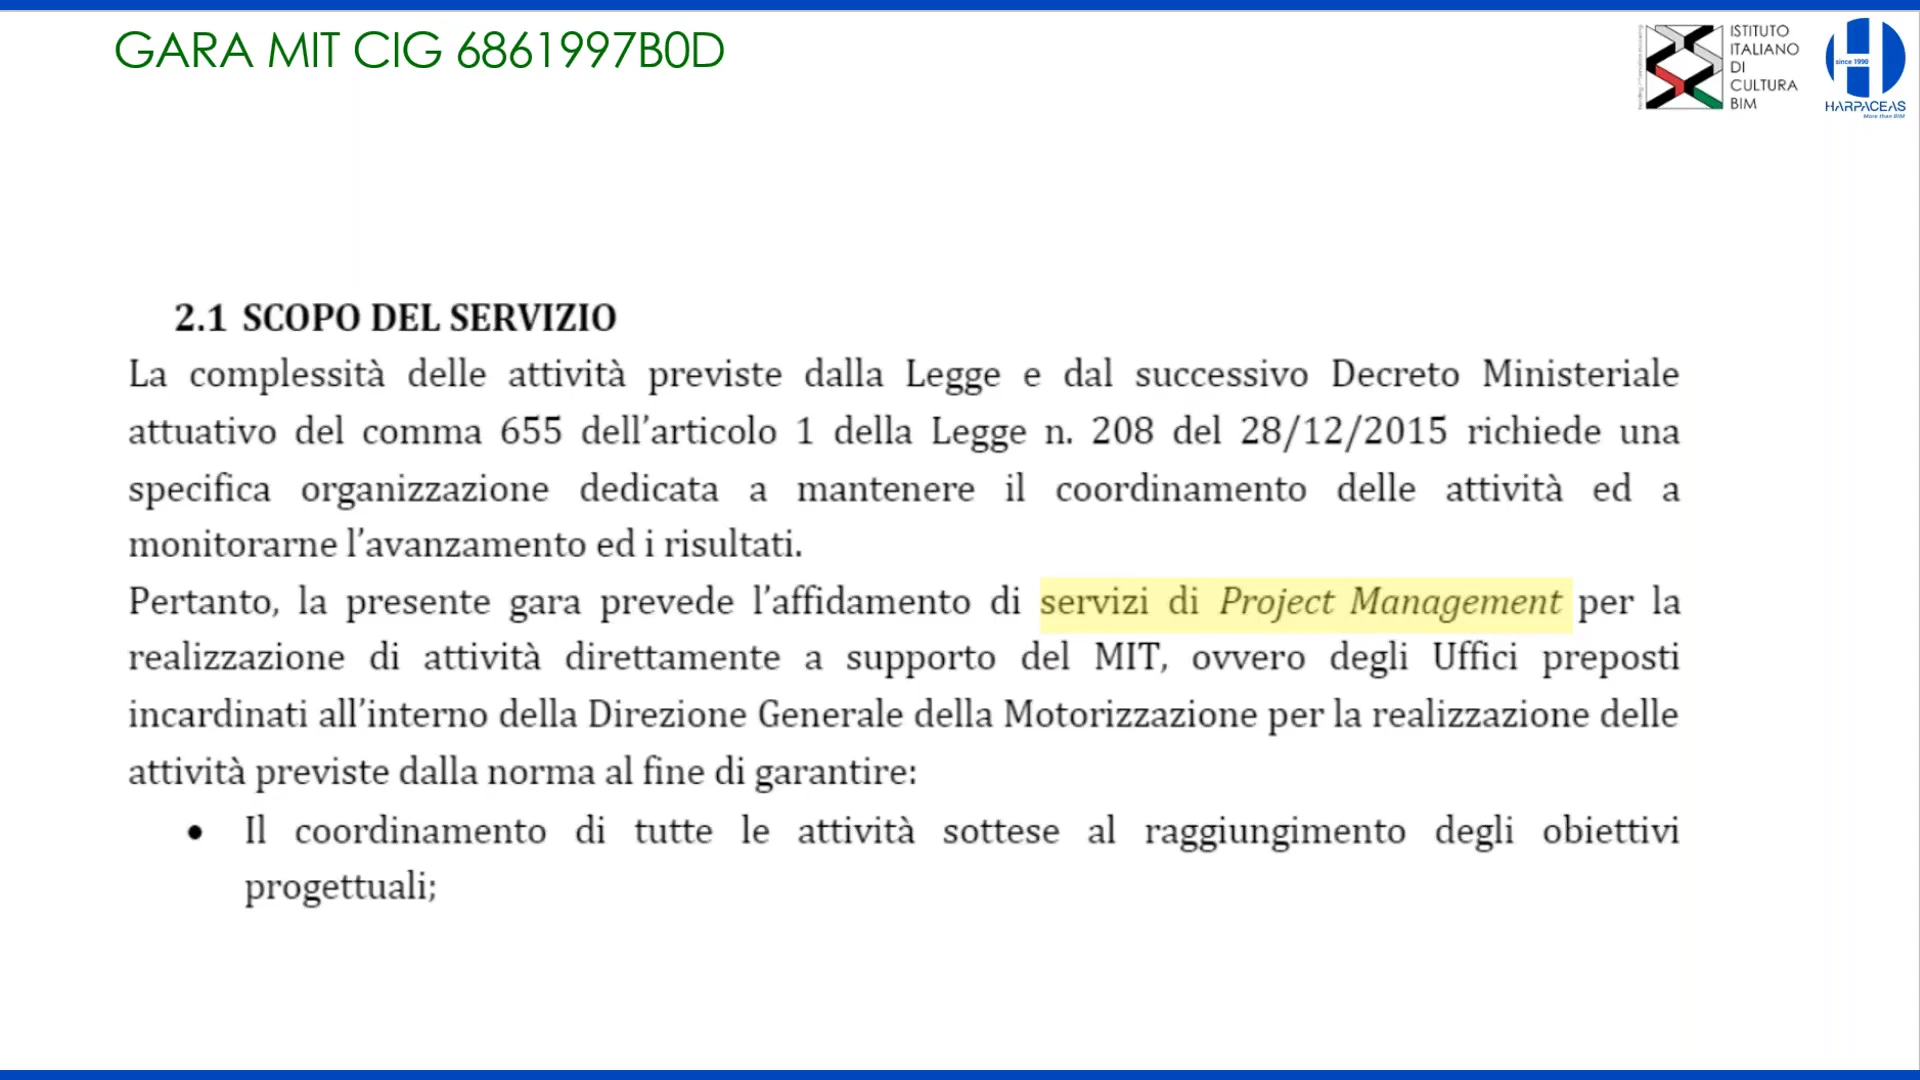 GARA MIT CIG 6861997B0D
ISTITUTO
ITALIANO
DI
CULTURA
BIM
since 1990
HARPACEAS
More than BIM
2.1 SCOPO DEL SERVIZIO
La complessità delle attività previste dalla Legge e dal successivo Decreto Ministeriale
attuativo del comma 655 dell'articolo 1 della Legge n. 208 del 28/12/2015 richiede una
specifica organizzazione dedicata a mantenere il coordinamento delle attività ed a
monitorarne l'avanzamento ed i risultati.
Pertanto, la presente gara prevede l'affidamento di servizi di Project Management per la
realizzazione di attività direttamente a supporto del MIT, ovvero degli Uffici preposti
incardinati all'interno della Direzione Generale della Motorizzazione per la realizzazione delle
attività previste dalla norma al fine di garantire:
• Il coordinamento di tutte le attività sottese al raggiungimento degli obiettivi
progettuali;